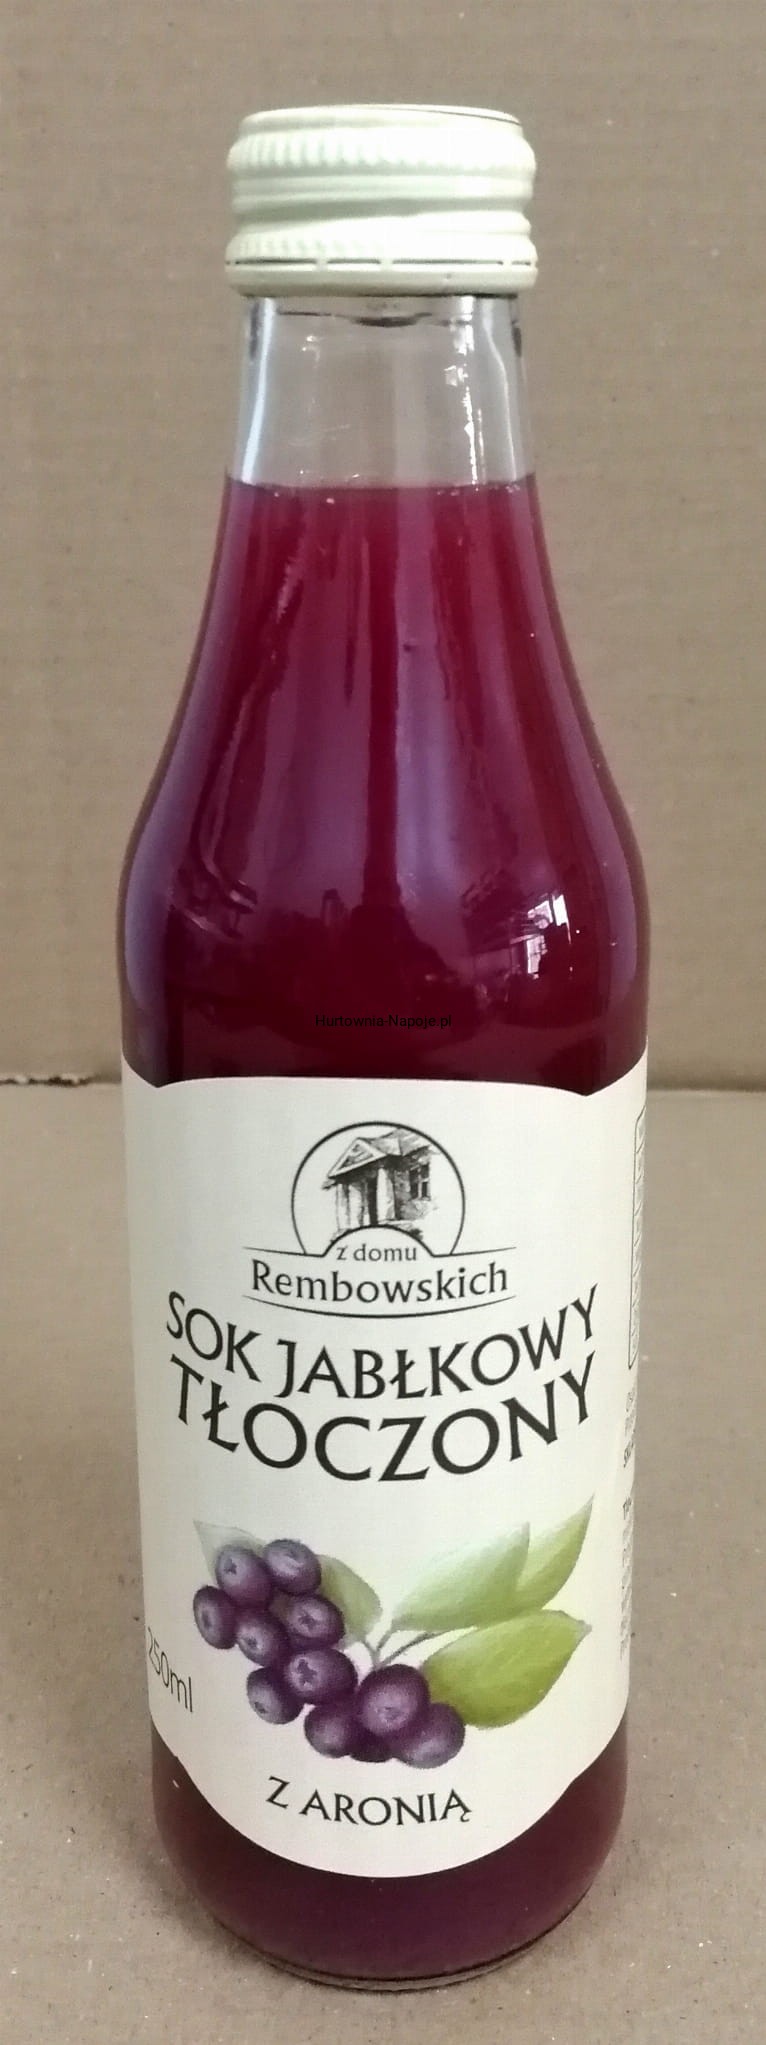 Hurtownia-Napoje.pl
z domu
Rembowskich
SOK JABŁKOWY
TŁOCZONY
250ml
Z ARONIĄ